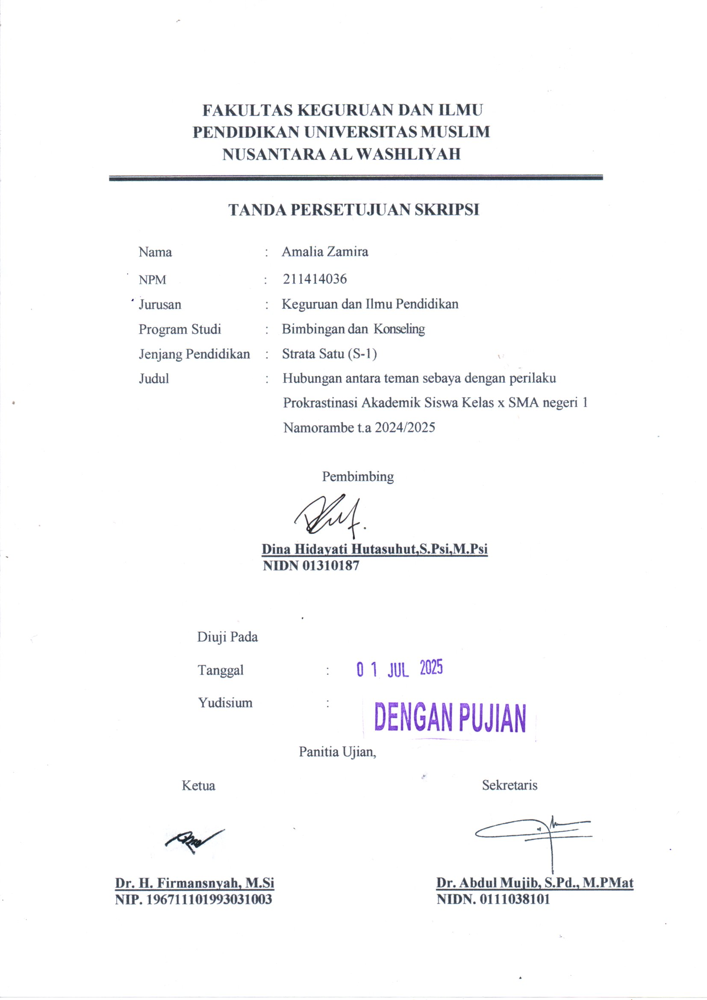 FAKULTAS KEGURUAN DAN ILMU
PENDIDIKAN UNIVERSITAS MUSLIM
NUSANTARA AL WASHLIYAH
TANDA PERSETUJUAN SKRIPSI
Nama : Amalia Zamira
NPM : 211414036
Jurusan : Keguruan dan Ilmu Pendidikan
Program Studi : Bimbingan dan Konseling
Jenjang Pendidikan : Strata Satu (S-1)
Judul : Hubungan antara teman sebaya dengan perilaku
Prokrastinasi Akademik Siswa Kelas x SMA negeri 1
Namorambe t.a 2024/2025
Pembimbing
Dina Hidayati Hutasuhut,S.Psi,M.Psi
NIDN 01310187
Diuji Pada
Tanggal : 01 JUL 2025
Yudisium : DENGAN PUJIAN
Panitia Ujian,
Ketua Sekretaris
Dr. H. Firmansnyah, M.Si Dr. Abdul Mujib, S.Pd., M.PMat
NIP. 196711101993031003 NIDN. 0111038101